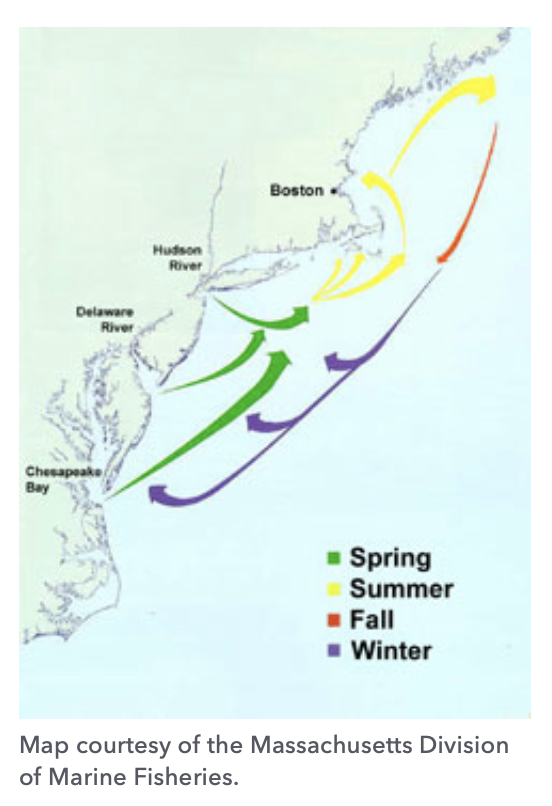 Boston
Hudson
River
Delaware
River
Chesapeake
Bay
Spring
Summer
Fall
Winter
Map courtesy of the Massachusetts Division
of Marine Fisheries.